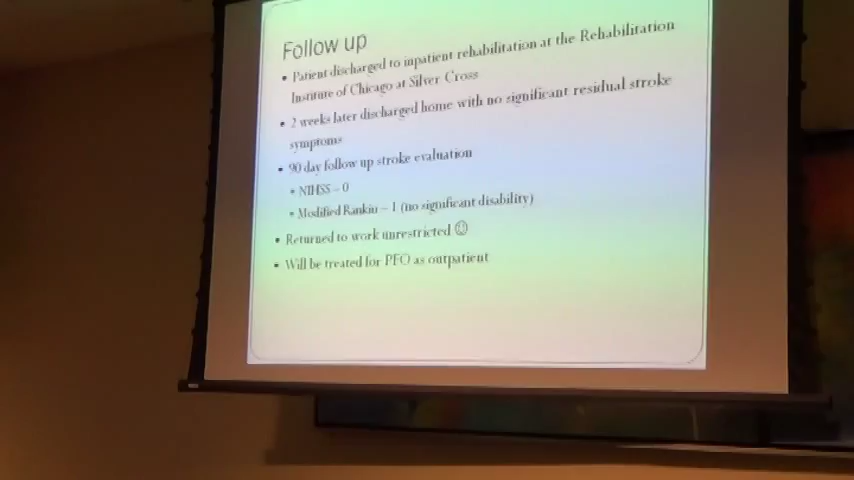 Follow up
• Patient discharged to inpatient rehabilitation at the Rehabilitation
Institute of Chicago at Silver Cross
• 2 weeks later discharged home with no significant residual stroke
symptoms
• 90 day follow up stroke evaluation
• NIHSS – 0
• Modified Rankin – 1 (no significant disability)
• Returned to work unrestricted ☺
• Will be treated for PFO as outpatient